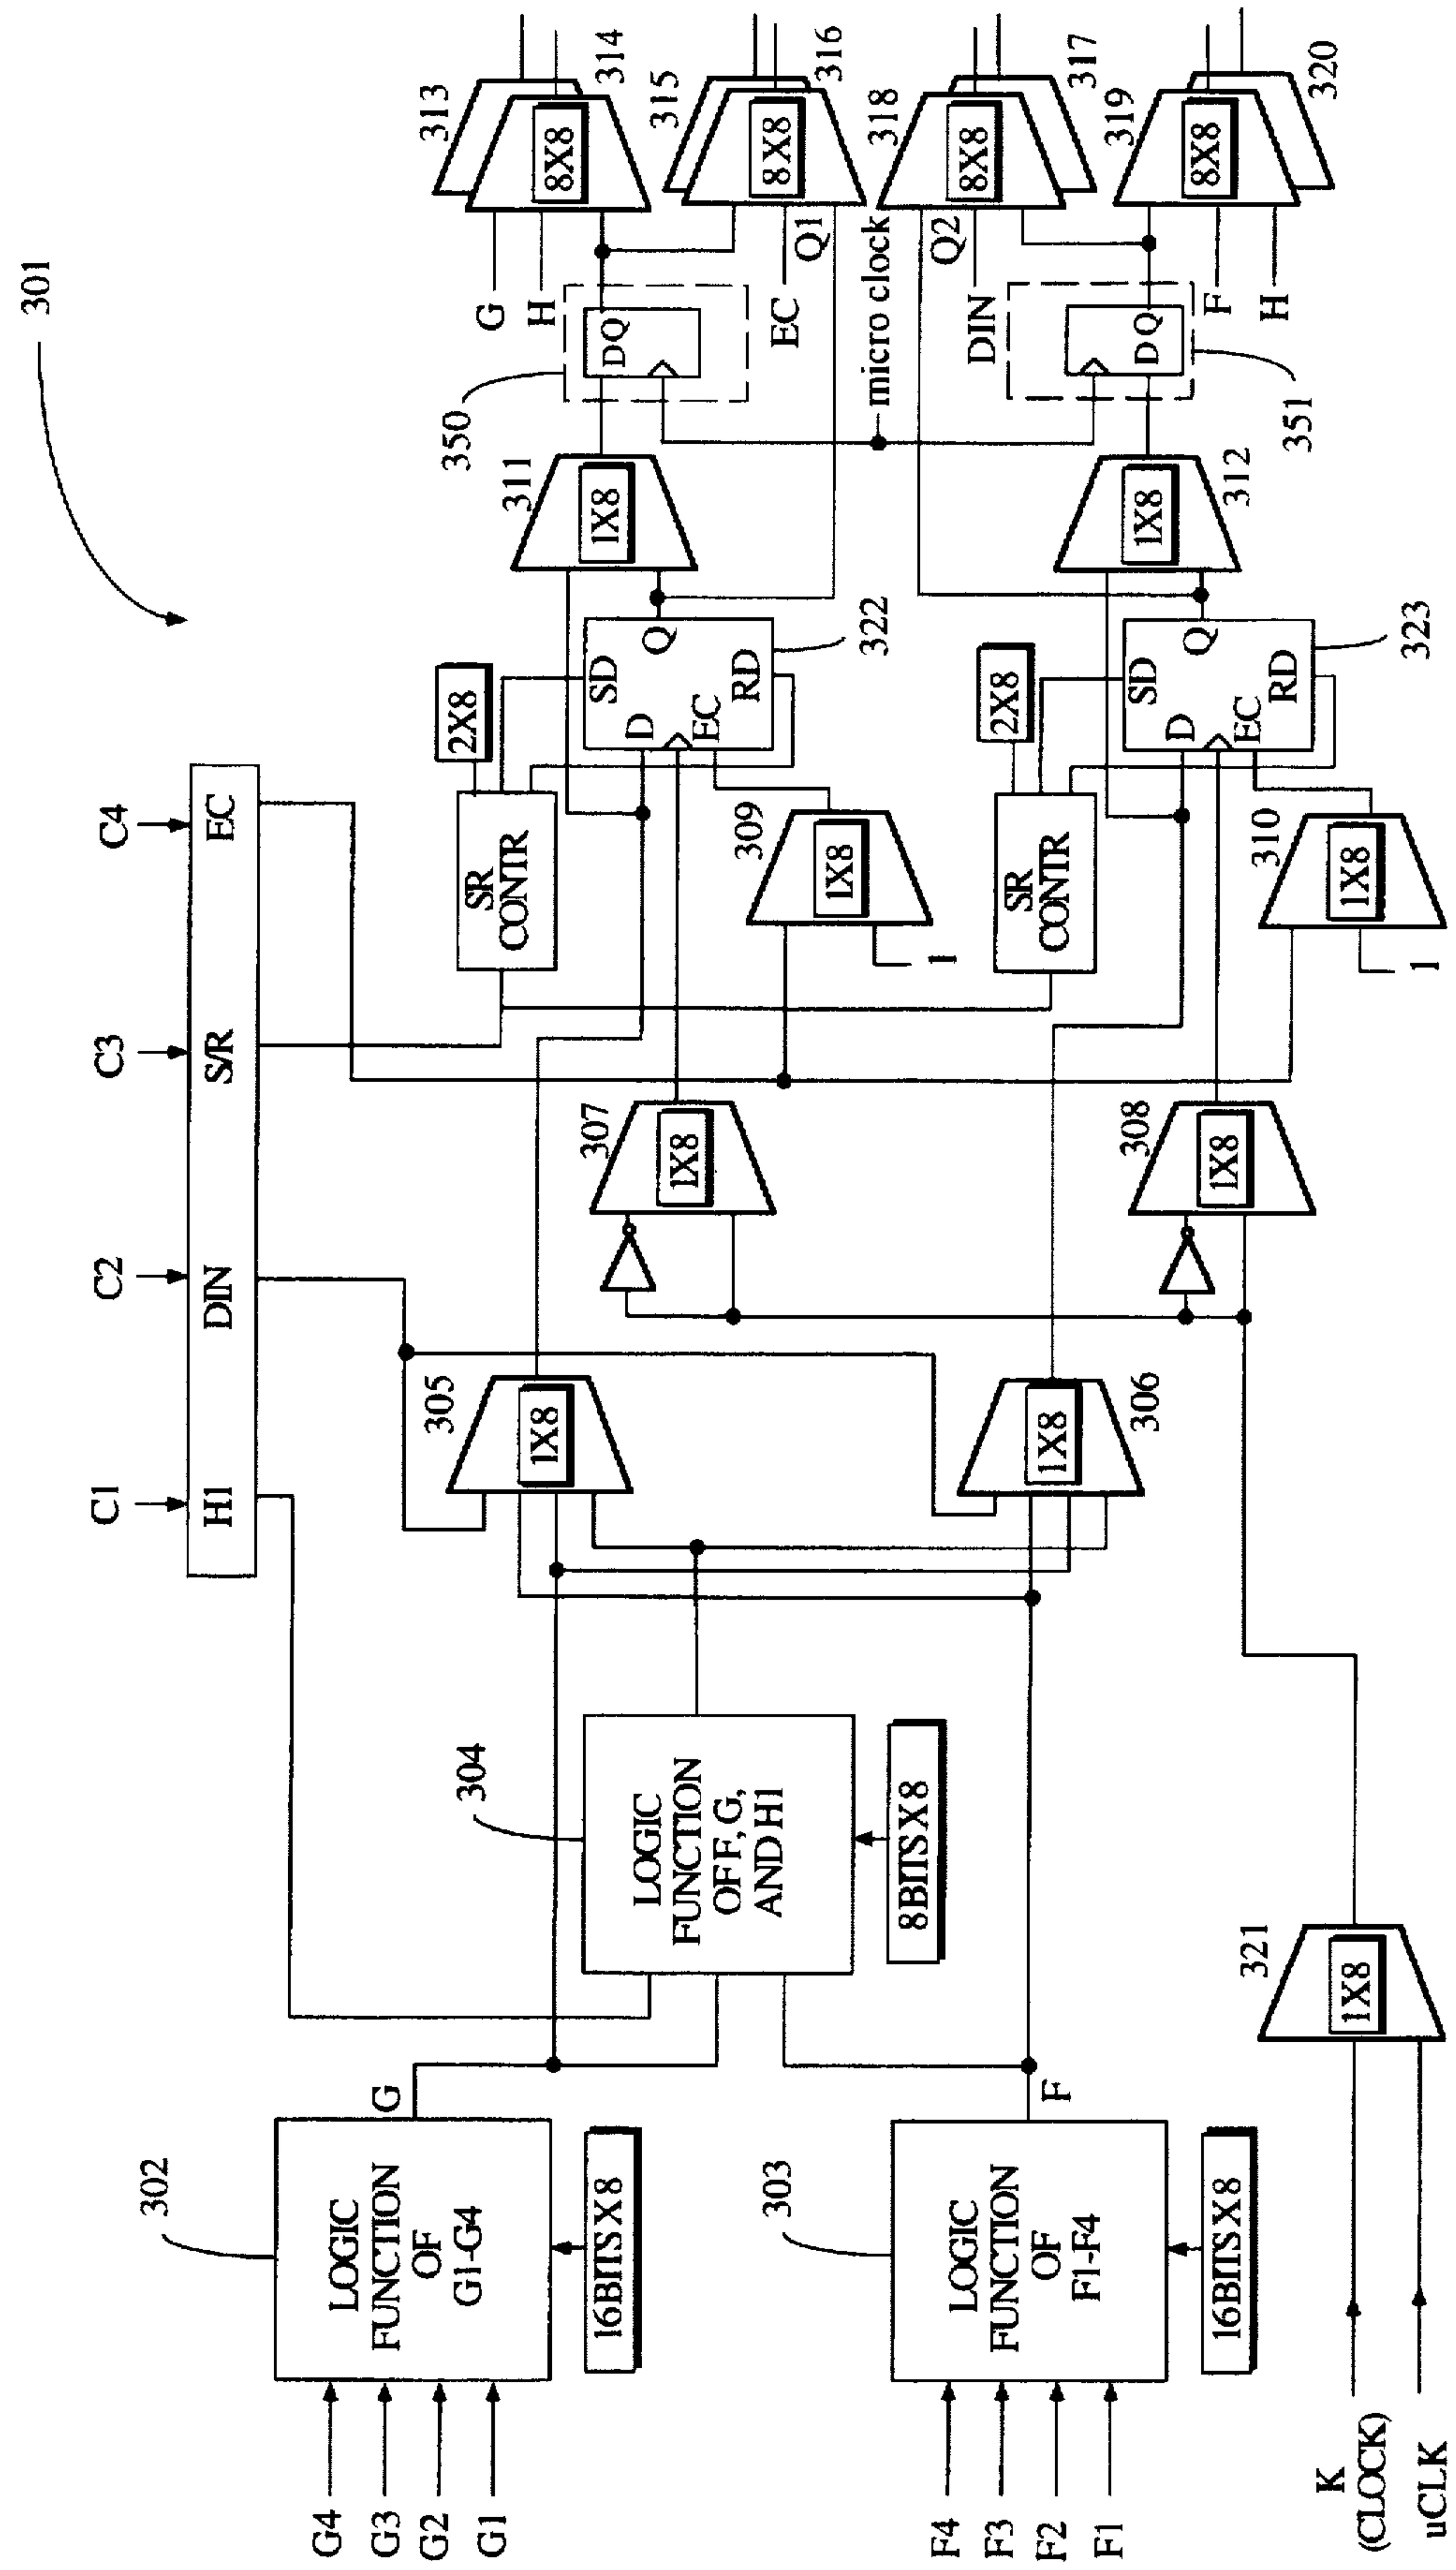 301
C1
C2
C3
C4
H1
DIN
S/R
EC
G4
G3
G2
G1
302
LOGIC
FUNCTION
OF
G1-G4
16BITS X 8
G
F4
F3
F2
F1
303
LOGIC
FUNCTION
OF
F1-F4
16BITS X 8
F
K
(CLOCK)
uCLK
321
1X8
304
LOGIC
FUNCTION
OF F, G,
AND H1
8BITS X 8
305
1X8
306
1X8
307
1X8
308
1X8
SR
CONTR
2X8
309
1X8
1
SR
CONTR
2X8
310
1X8
1
SD
D
Q
EC
RD
322
SD
D
Q
EC
RD
323
311
1X8
312
1X8
350
D Q
micro clock
D Q
351
G
H
EC
Q1
Q2
DIN
F
H
313
8X8
314
315
8X8
316
318
8X8
317
319
8X8
320